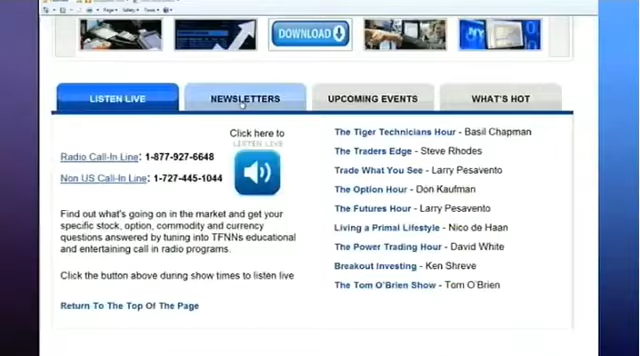 DOWNLOAD
LISTEN LIVE
NEWSLETTERS
UPCOMING EVENTS
WHAT'S HOT
Click here to
LISTEN LIVE
Radio Call-In Line: 1-877-927-6648
Non US Call-In Line: 1-727-445-1044
Find out what's going on in the market and get your
specific stock, option, commodity and currency
questions answered by tuning into TFNNs educational
and entertaining call in radio programs.
Click the button above during show times to listen live
Return To The Top Of The Page
The Tiger Technicians Hour - Basil Chapman
The Traders Edge - Steve Rhodes
Trade What You See - Larry Pesavento
The Option Hour - Don Kaufman
The Futures Hour - Larry Pesavento
Living a Primal Lifestyle - Nico de Haan
The Power Trading Hour - David White
Breakout Investing - Ken Shreve
The Tom O'Brien Show - Tom O'Brien